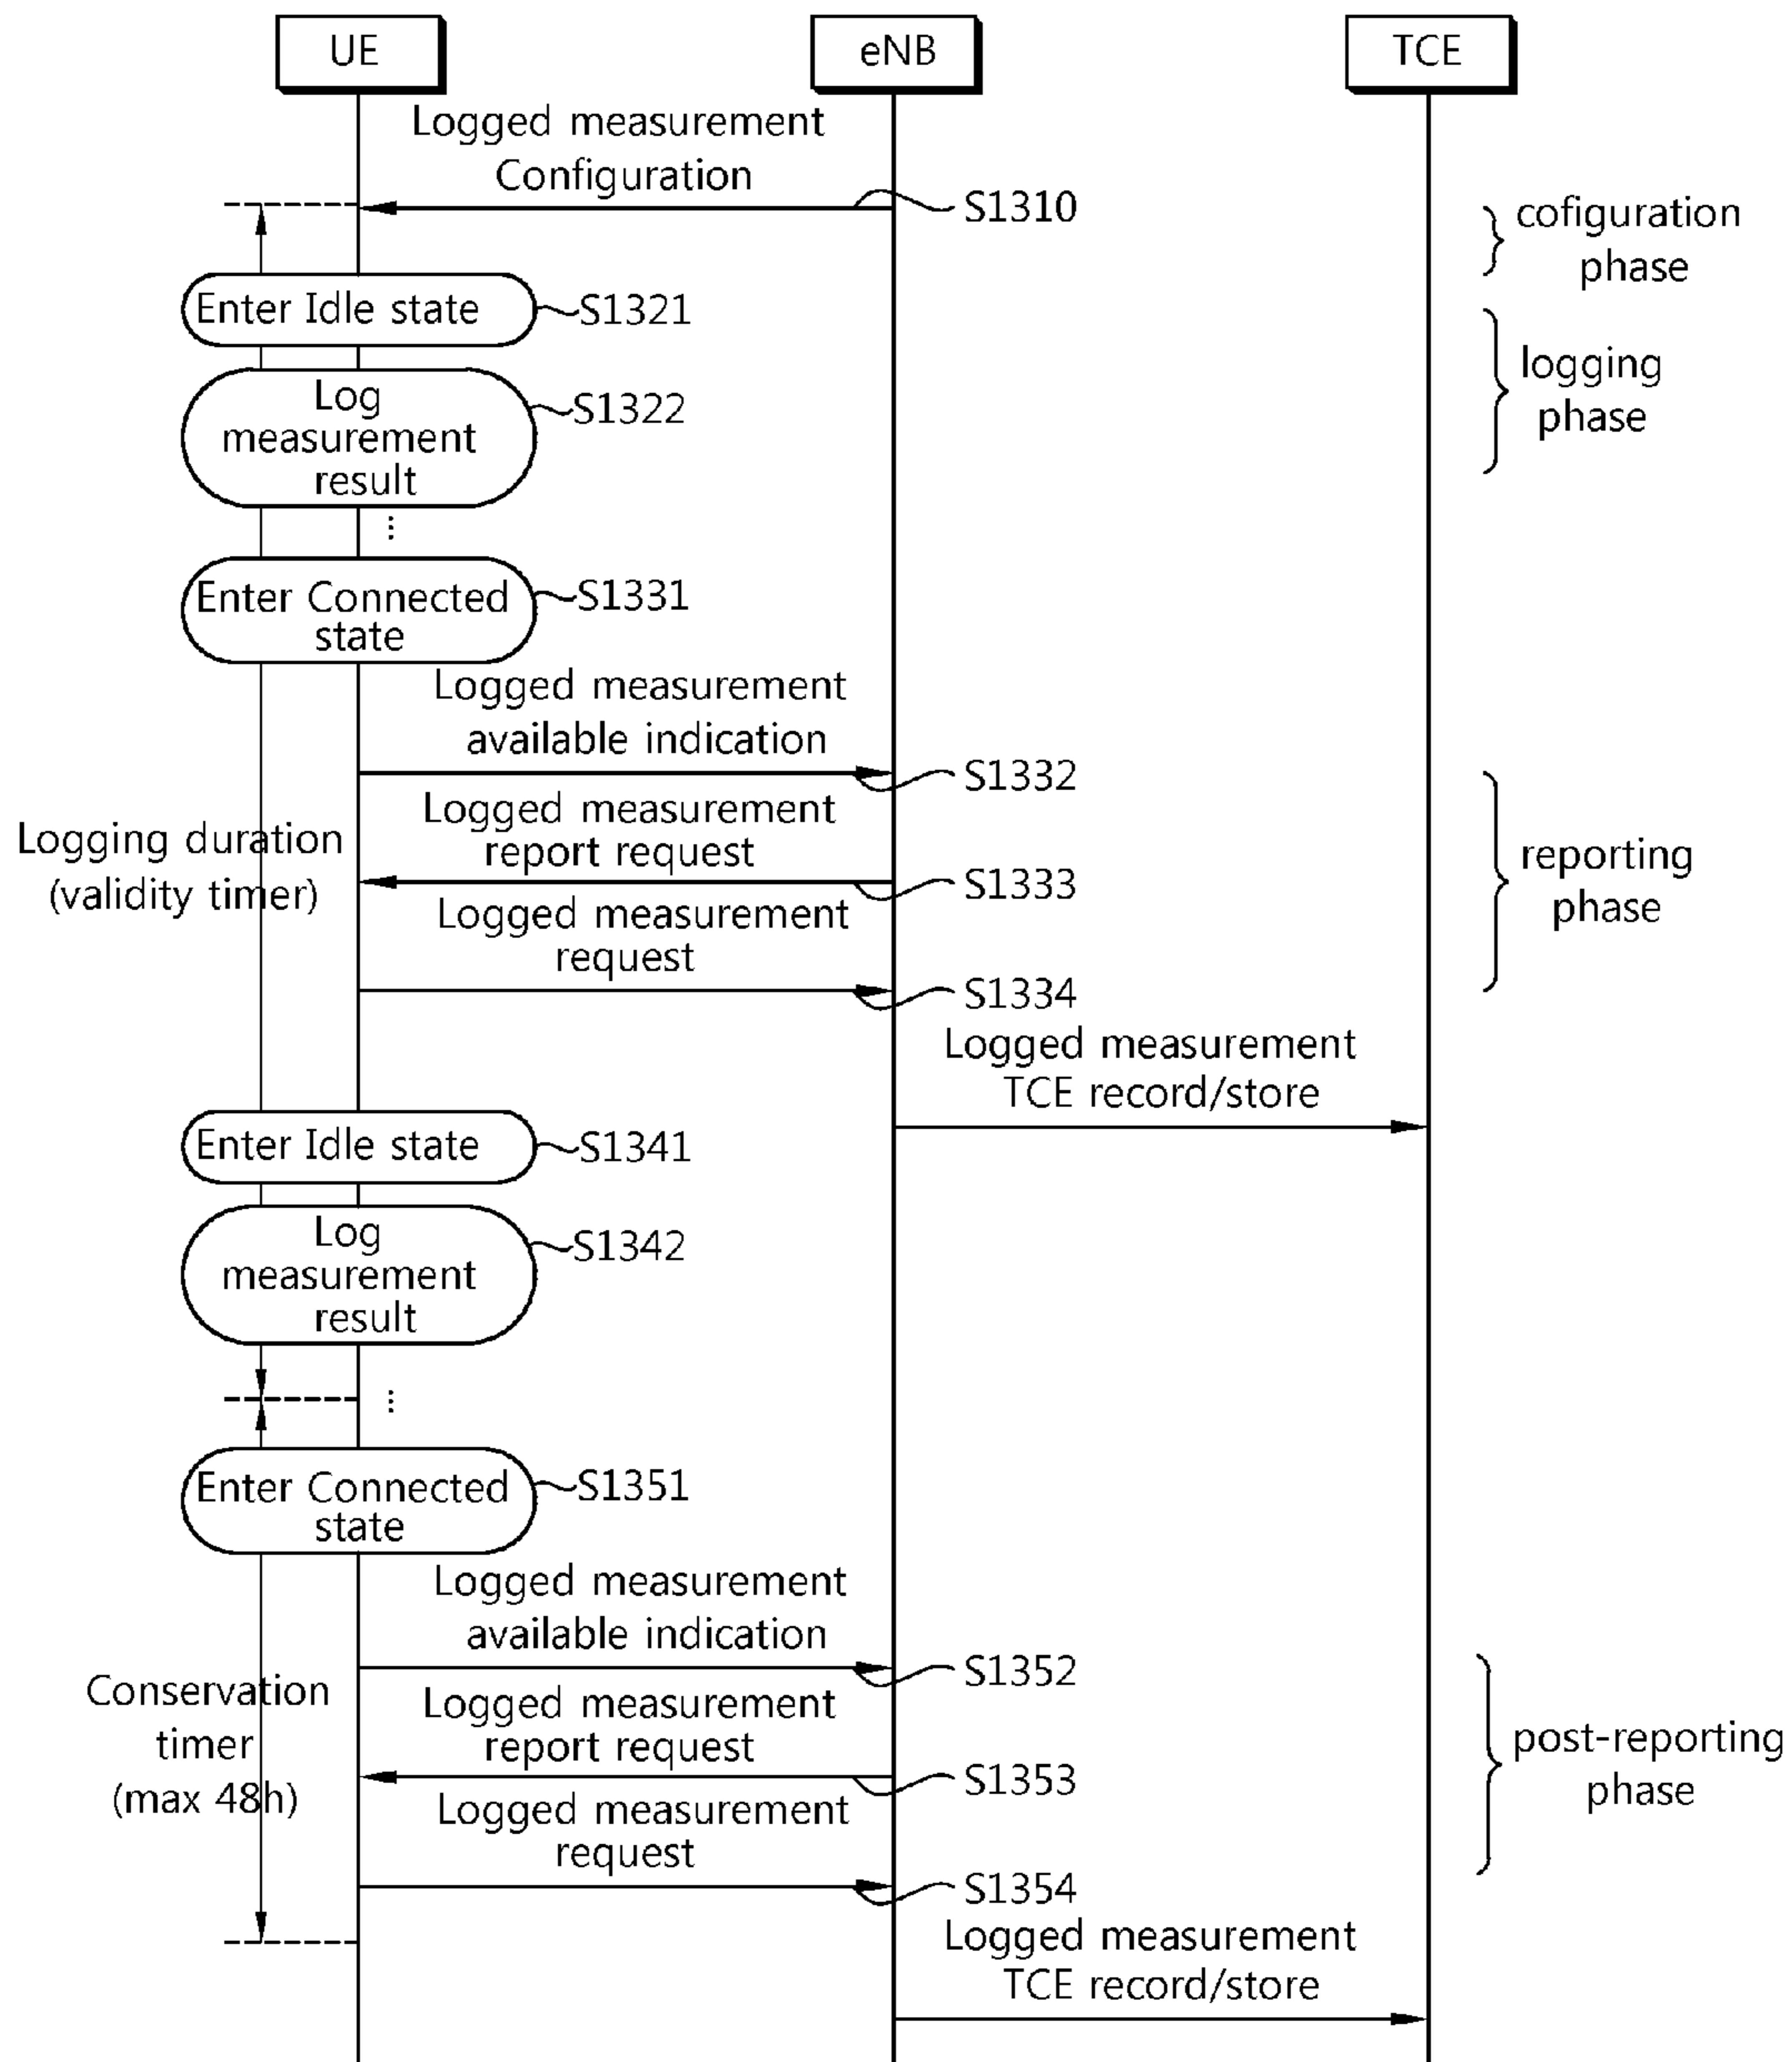 UE
eNB
TCE
Logged measurement
Configuration
S1310
cofiguration
phase
Enter Idle state
S1321
logging
phase
Log
measurement
result
S1322
⋮
Enter Connected
state
S1331
Logged measurement
available indication
S1332
Logged measurement
report request
S1333
Logging duration
(validity timer)
reporting
phase
Logged measurement
request
S1334
Logged measurement
TCE record/store
Enter Idle state
S1341
Log
measurement
result
S1342
⋮
Enter Connected
state
S1351
Logged measurement
available indication
S1352
Conservation
timer
(max 48h)
Logged measurement
report request
S1353
post-reporting
phase
Logged measurement
request
S1354
Logged measurement
TCE record/store